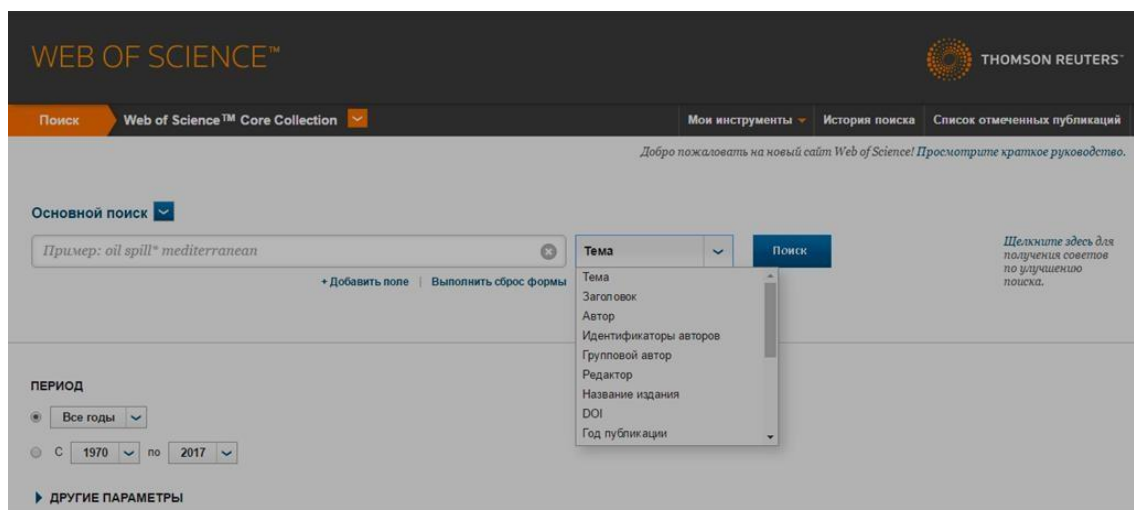 WEB OF SCIENCE™
THOMSON REUTERS™
Поиск Web of Science™ Core Collection Мои инструменты История поиска Список отмеченных публикаций
Добро пожаловать на новый сайт Web of Science! Просмотрите краткое руководство.
Основной поиск
Пример: oil spill* mediterranean Тема Поиск
Щелкните здесь для
получения советов
по улучшению
поиска.
+ Добавить поле | Выполнить сброс формы
Тема
Заголовок
Автор
Идентификаторы авторов
Групповой автор
Редактор
Название издания
DOI
Год публикации
ПЕРИОД
Все годы
С 1970 по 2017
ДРУГИЕ ПАРАМЕТРЫ